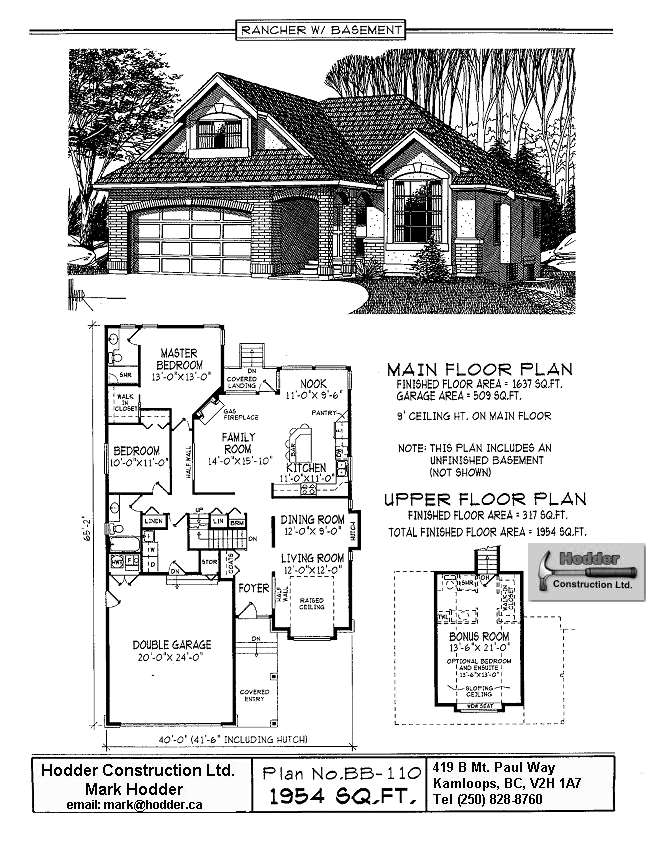 RANCHER W/ BASEMENT
MASTER
BEDROOM
13'-0"X13'-0"
SHR
WALK
IN
CLOSET
DN
COVERED
LANDING
NOOK
11'-0"X 9'-6"
GAS
FIREPLACE
PANTRY
BEDROOM
10'-0"X11'-0"
HALF WALL
FAMILY
ROOM
14'-0"X15'-10"
BAR
KITCHEN
11'-0"X11'-0"
65'-2"
LINEN
UP
LIN
BRM
DN
DINING ROOM
12'-0"X 9'-0"
HUTCH
W
D
HWT
F
STOR
COATS
DN
LIVING ROOM
12'-0"X12'-0"
FOYER
HALF
WALL
RAISED
CEILING
DOUBLE GARAGE
20'-0"X 24'-0"
DN
COVERED
ENTRY
40'-0" (41'-6" INCLUDING HUTCH)
MAIN FLOOR PLAN
FINISHED FLOOR AREA = 1637 SQ.FT.
GARAGE AREA = 509 SQ.FT.
9' CEILING HT. ON MAIN FLOOR
NOTE: THIS PLAN INCLUDES AN
UNFINISHED BASEMENT
(NOT SHOWN)
UPPER FLOOR PLAN
FINISHED FLOOR AREA = 317 SQ.FT.
TOTAL FINISHED FLOOR AREA = 1954 SQ.FT.
Hodder
Construction Ltd.
SHR
DN
WALK-IN
CLOSET
BONUS ROOM
13'-6"X 21'-0"
OPTIONAL BEDROOM
AND ENSUITE
13'-6"X13'-0"
SLOPING
CEILING
VIEW SEAT
Hodder Construction Ltd.
Mark Hodder
email: mark@hodder.ca
Plan No.BB-110
1954 SQ.FT.
419 B Mt. Paul Way
Kamloops, BC, V2H 1A7
Tel (250) 828-8760